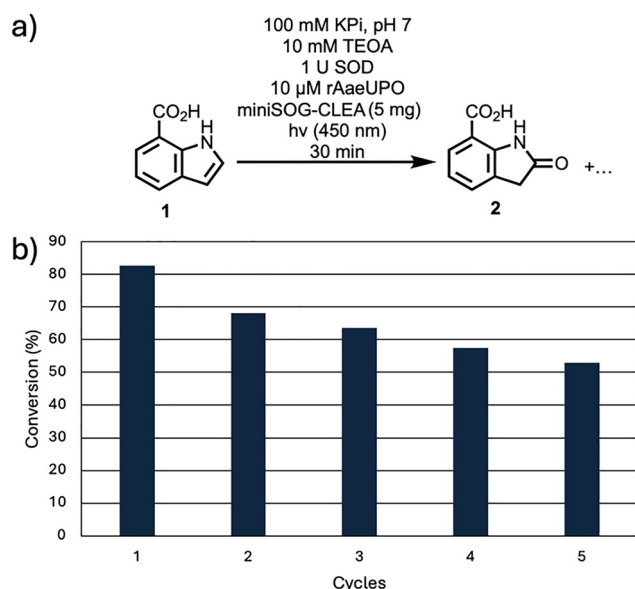 a)
100 mM KPi, pH 7
10 mM TEOA
1 U SOD
10 µM rAaeUPO
miniSOG-CLEA (5 mg)
hv (450 nm)
30 min
CO₂H
H
N
1
CO₂H
H
N
O
+...
2
b)
Conversion (%)
90
80
70
60
50
40
30
20
10
0
1 2 3 4 5
Cycles